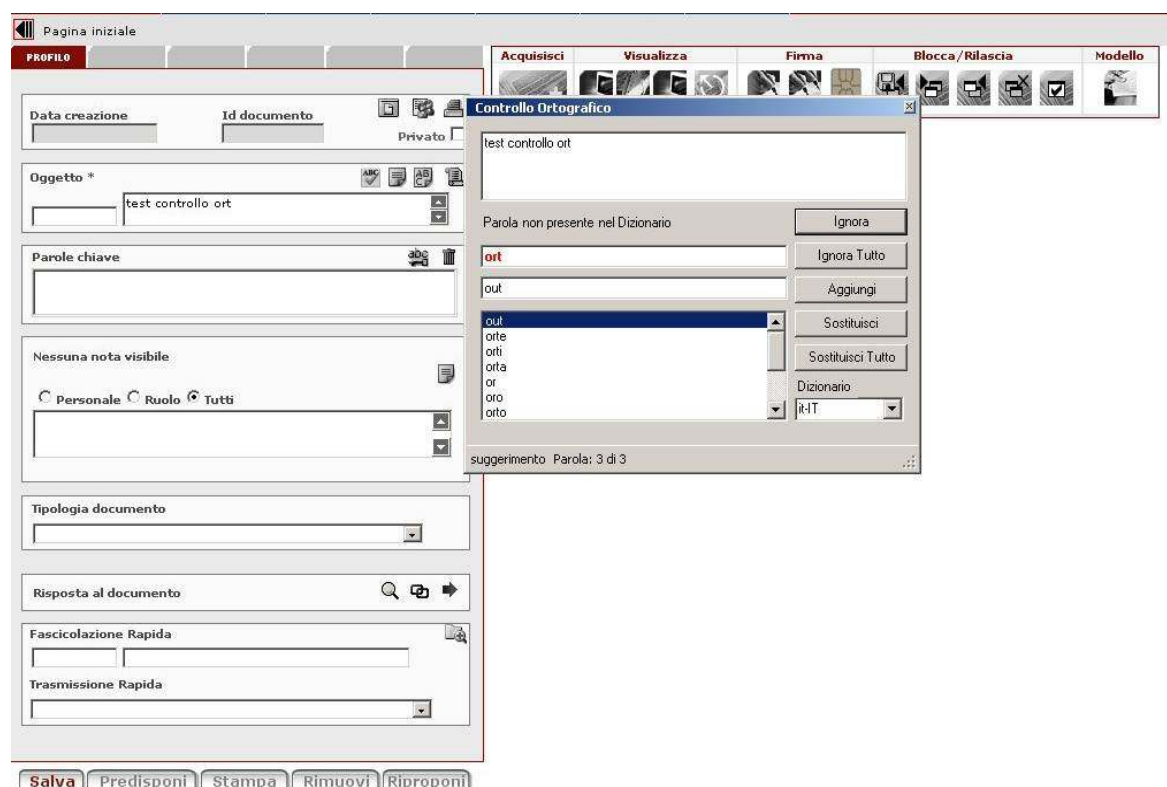 Pagina iniziale
PROFILO
Acquisisci Visualizza Firma Blocca/Rilascia Modello
Data creazione Id documento
Privato
Oggetto *
ABC
AB
test controllo ort
Parole chiave
abc
Nessuna nota visibile
Personale Ruolo Tutti
Tipologia documento
Risposta al documento
Fascicolazione Rapida
Trasmissione Rapida
Salva Predisponi Stampa Rimuovi Riproponi
Controllo Ortografico
test controllo ort
Parola non presente nel Dizionario
Ignora
ort
Ignora Tutto
out
Aggiungi
out
Sostituisci
orte
orti
Sostituisci Tutto
orta
or
Dizionario
oro
it-IT
orto
suggerimento Parola: 3 di 3